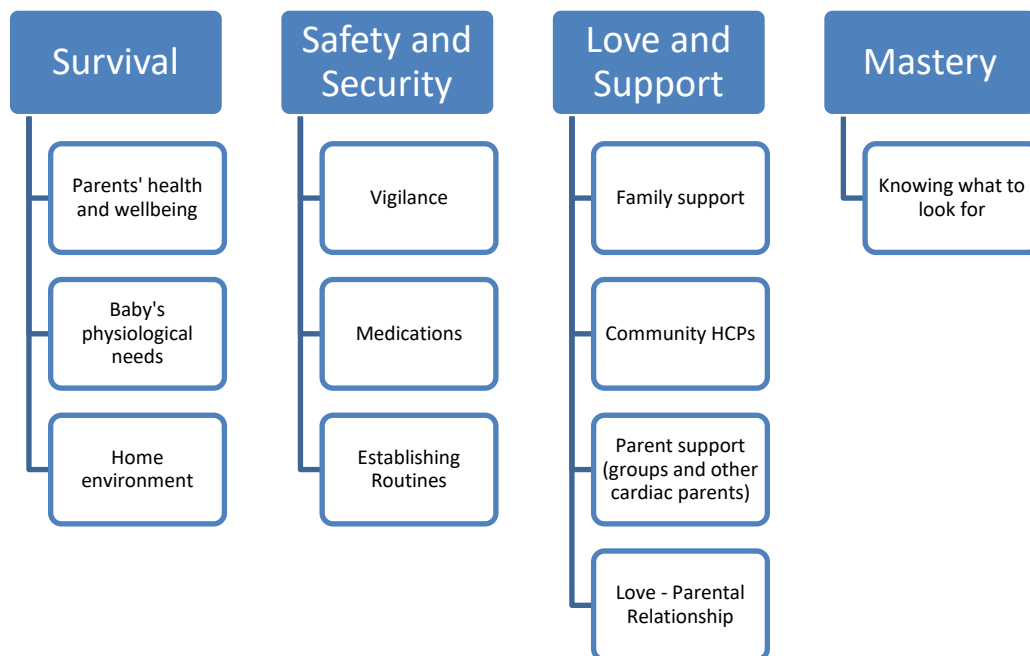 Survival
Parents' health
and wellbeing
Baby's
physiological
needs
Home
environment
Safety and
Security
Vigilance
Medications
Establishing
Routines
Love and
Support
Family support
Community HCPs
Parent support
(groups and other
cardiac parents)
Love - Parental
Relationship
Mastery
Knowing what to
look for